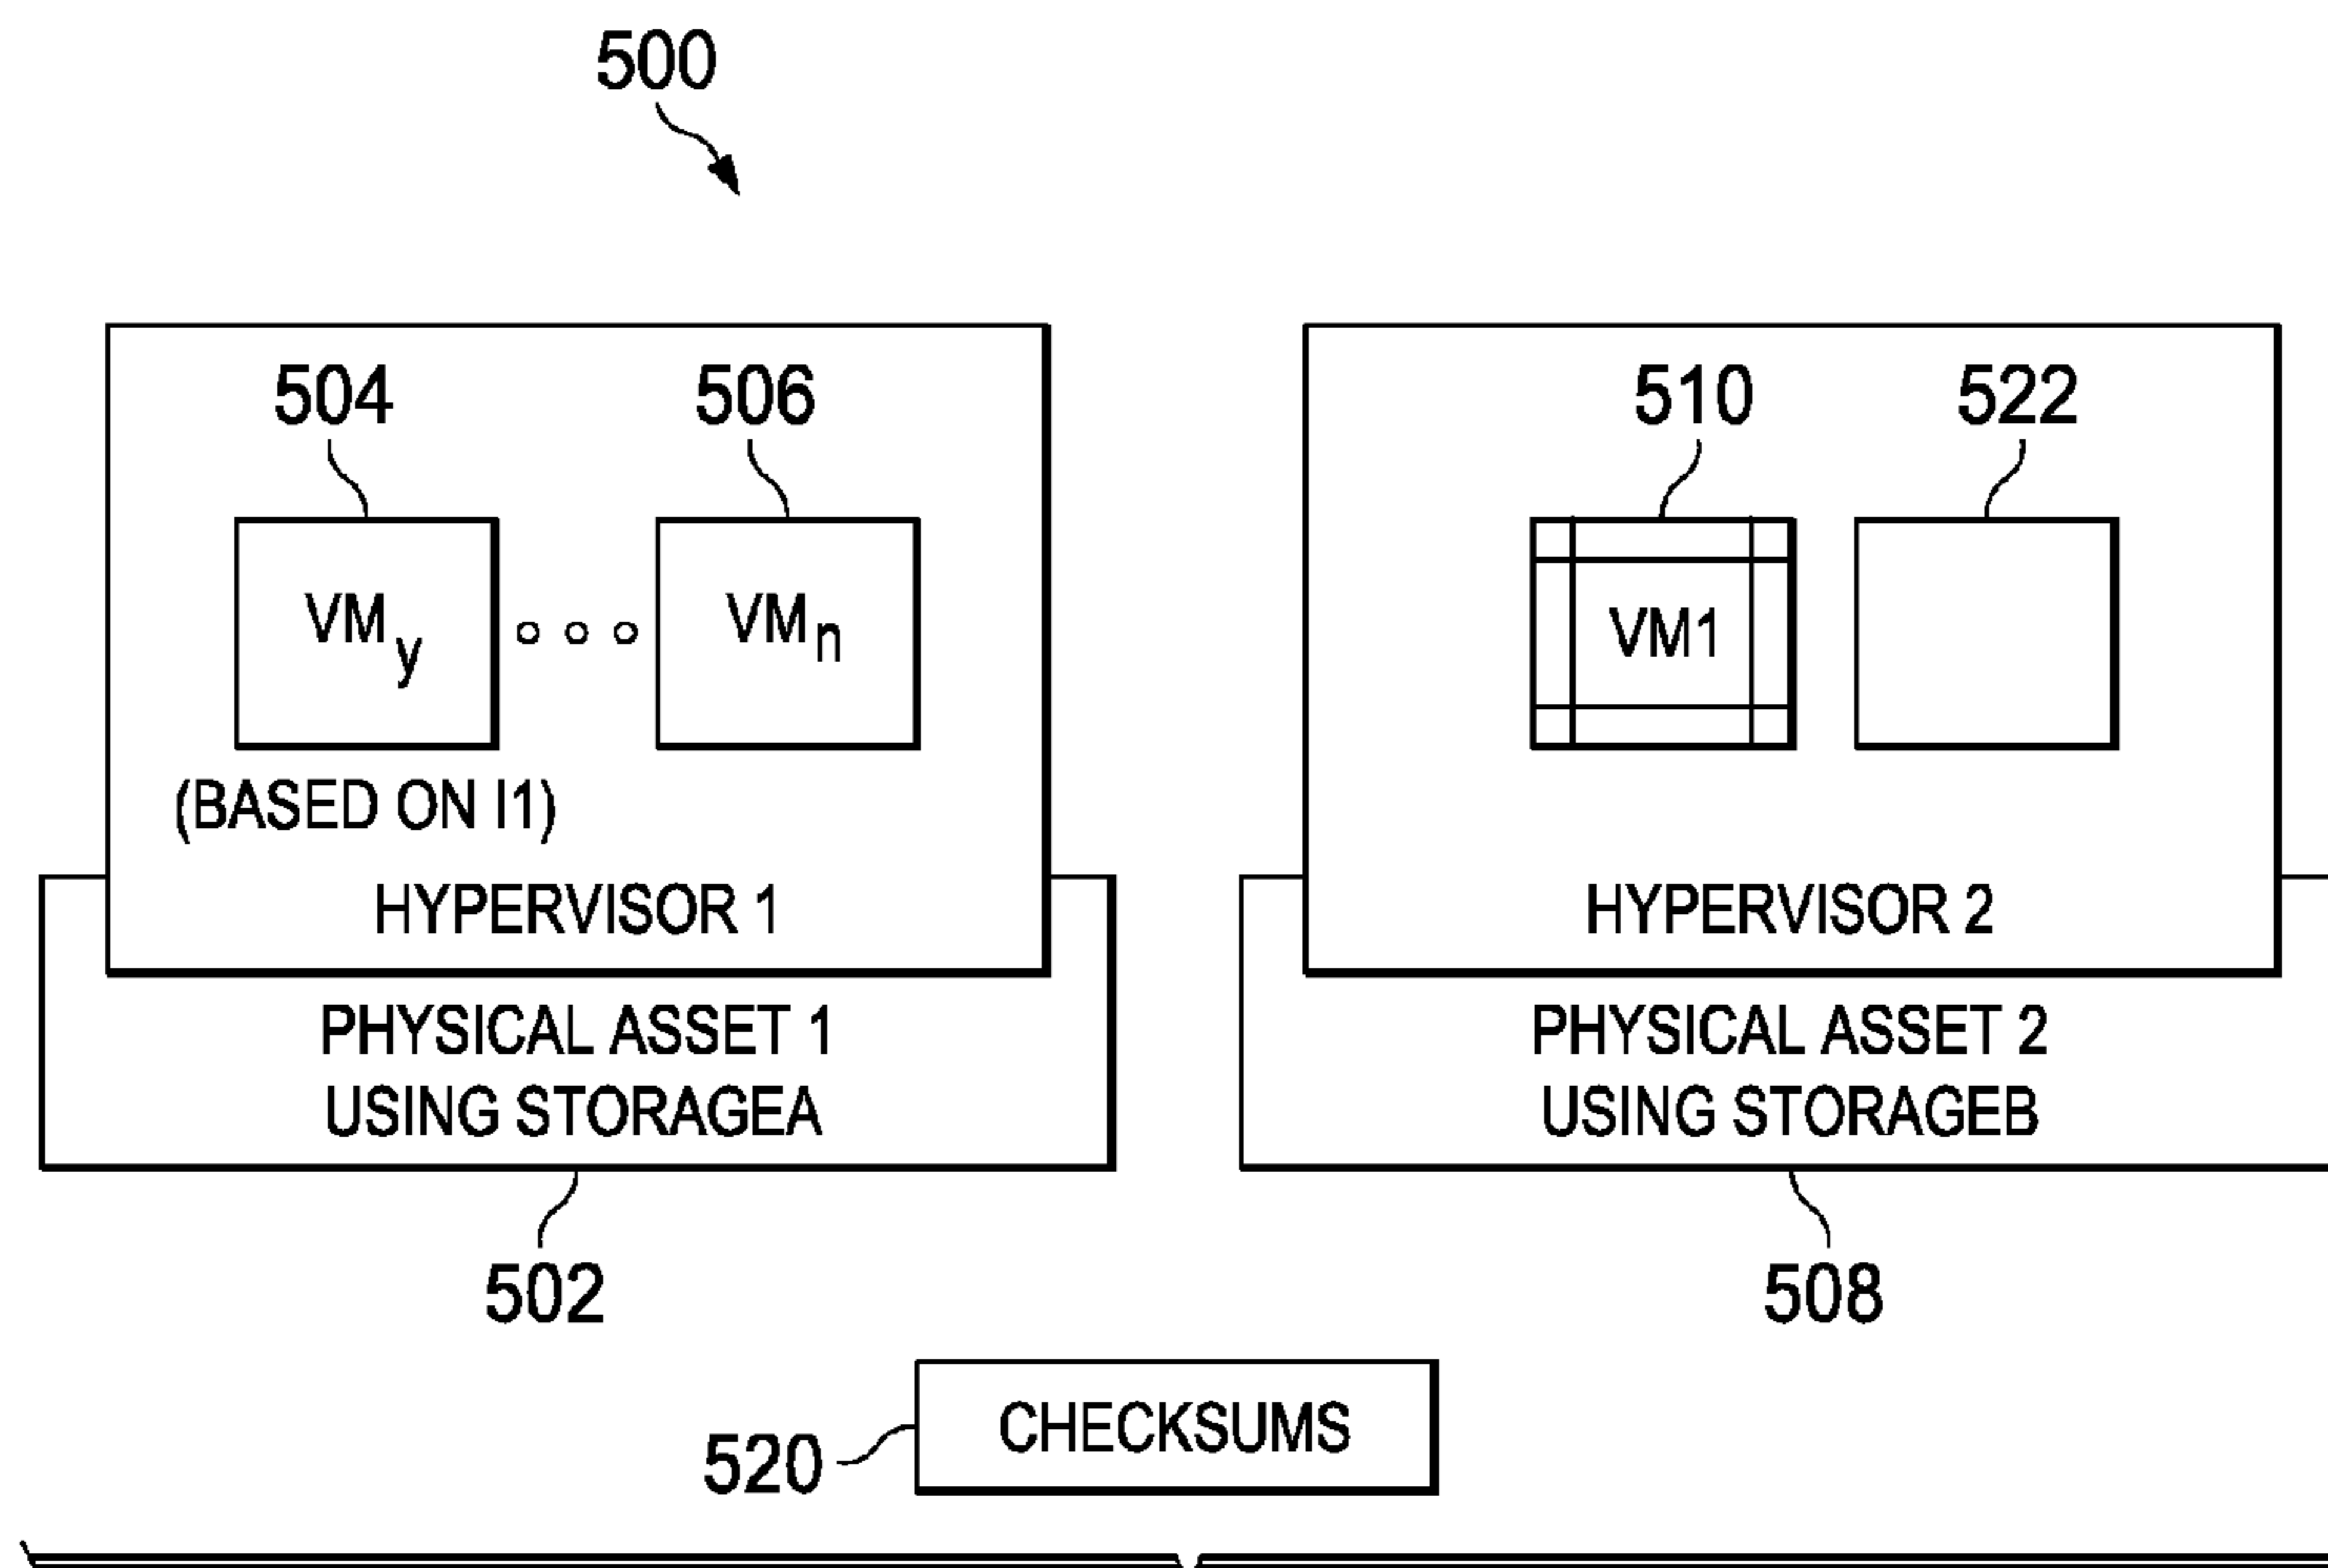 500
504 506
VMy VMn
(BASED ON I1)
HYPERVISOR 1
PHYSICAL ASSET 1
USING STORAGEA
502
510 522
VM1
HYPERVISOR 2
PHYSICAL ASSET 2
USING STORAGEB
508
520 CHECKSUMS